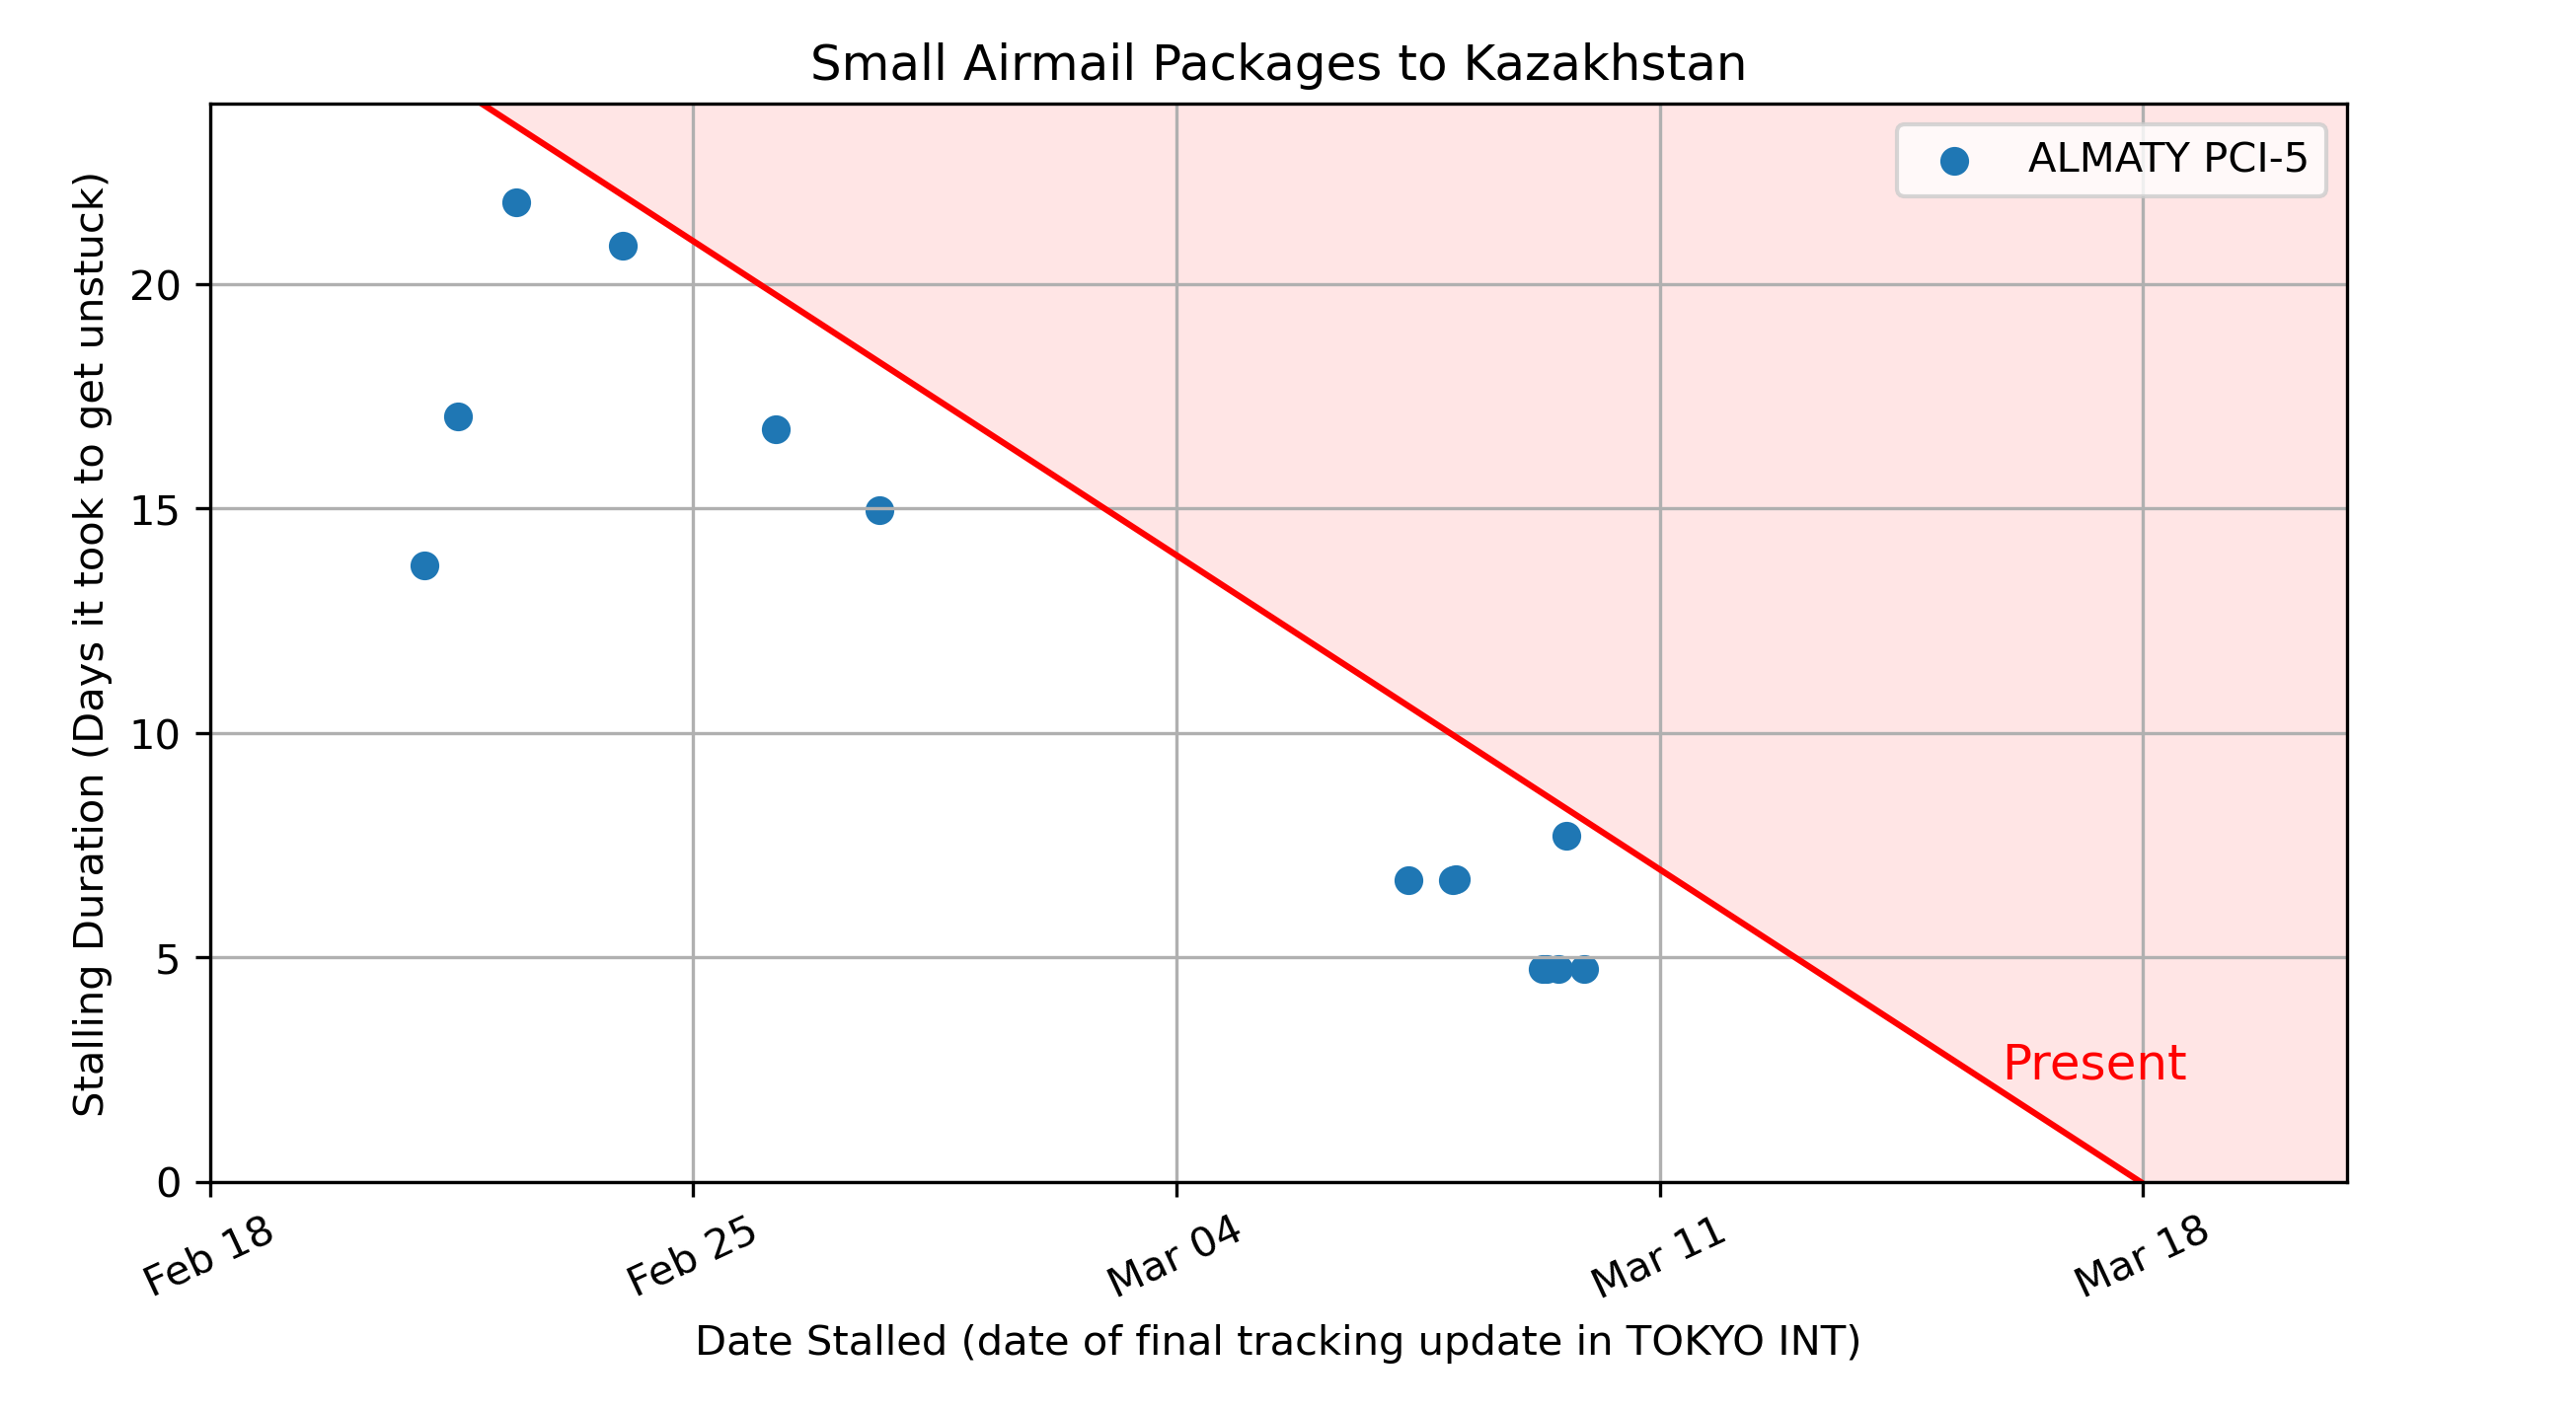 Small Airmail Packages to Kazakhstan
ALMATY PCI-5
Stalling Duration (Days it took to get unstuck)
20
15
10
5
0
Present
Feb 18
Feb 25
Mar 04
Mar 11
Mar 18
Date Stalled (date of final tracking update in TOKYO INT)